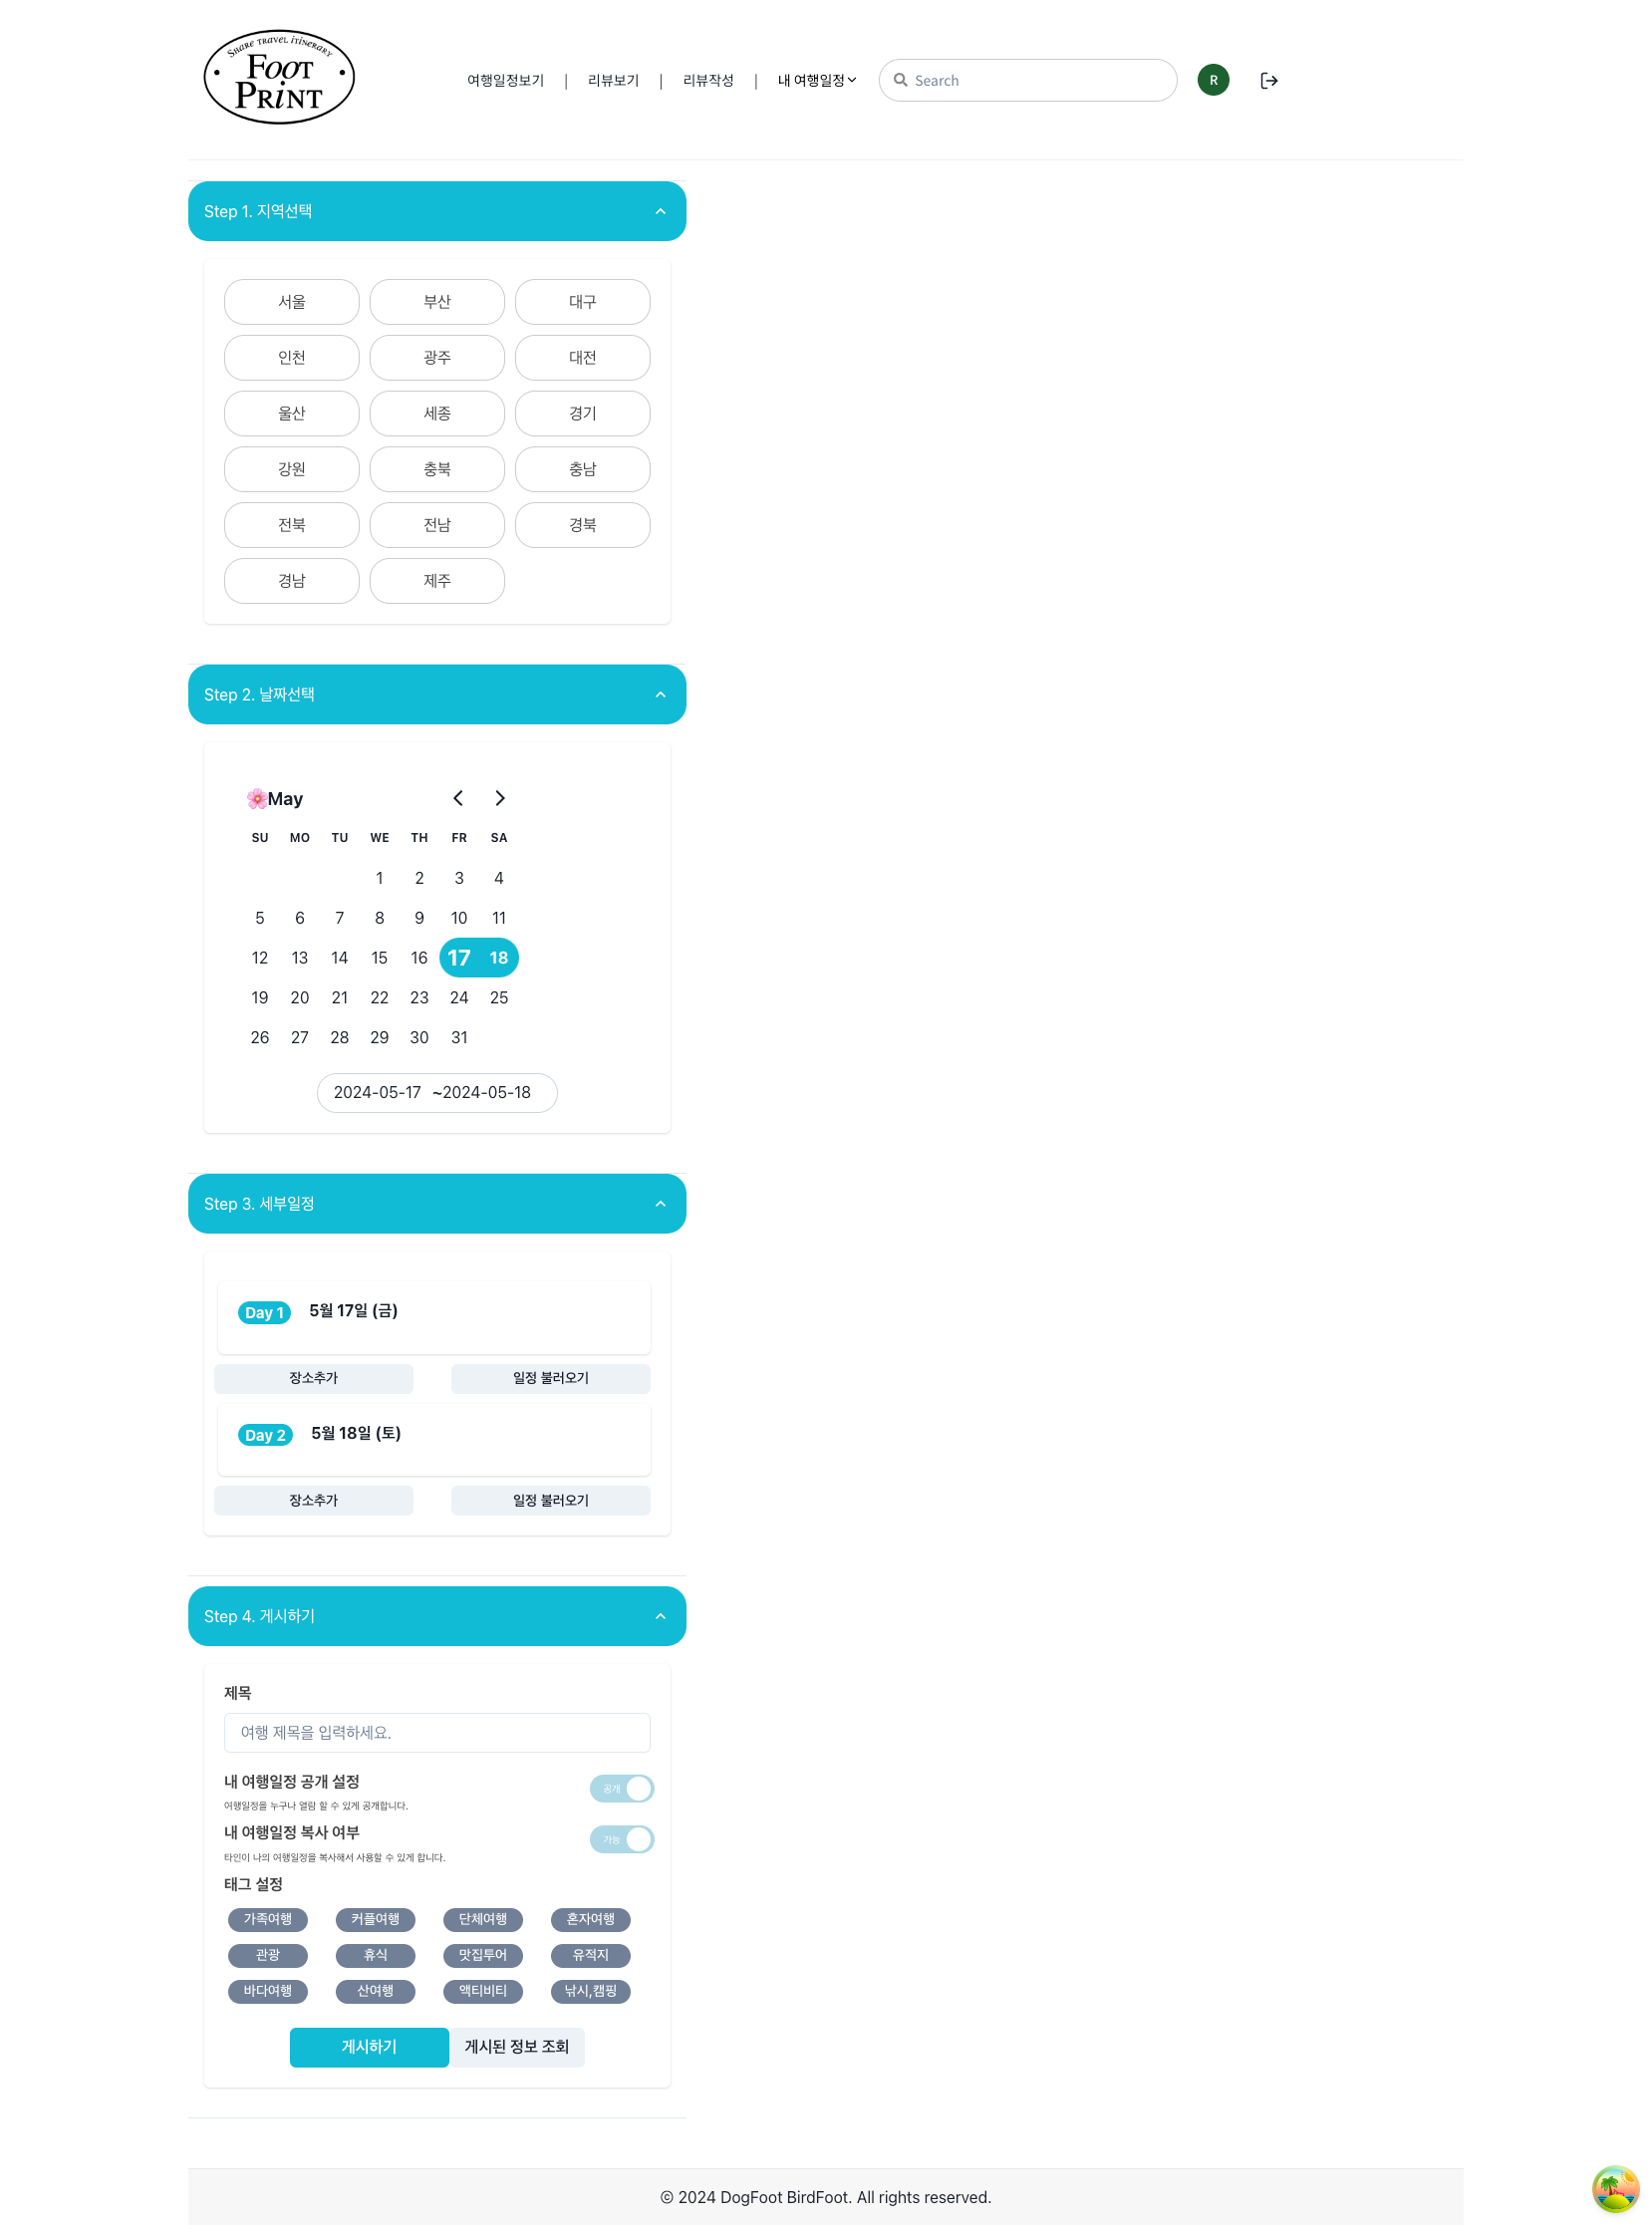 Share travel itinerary
FOOT
PRINT
여행일정보기 | 리뷰보기 | 리뷰작성 | 내 여행일정 Search R
Step 1. 지역선택
서울 부산 대구
인천 광주 대전
울산 세종 경기
강원 충북 충남
전북 전남 경북
경남 제주
Step 2. 날짜선택
🌸May
SU MO TU WE TH FR SA
1 2 3 4
5 6 7 8 9 10 11
12 13 14 15 16 17 18
19 20 21 22 23 24 25
26 27 28 29 30 31
2024-05-17 ~2024-05-18
Step 3. 세부일정
Day 1 5월 17일 (금)
장소추가 일정 불러오기
Day 2 5월 18일 (토)
장소추가 일정 불러오기
Step 4. 게시하기
제목
여행 제목을 입력하세요.
내 여행일정 공개 설정 공개
여행일정을 누구나 열람 할 수 있게 공개합니다.
내 여행일정 복사 여부 가능
타인이 나의 여행일정을 복사해서 사용할 수 있게 합니다.
태그 설정
가족여행 커플여행 단체여행 혼자여행
관광 휴식 맛집투어 유적지
바다여행 산여행 액티비티 낚시,캠핑
게시하기 게시된 정보 조회
© 2024 DogFoot BirdFoot. All rights reserved.